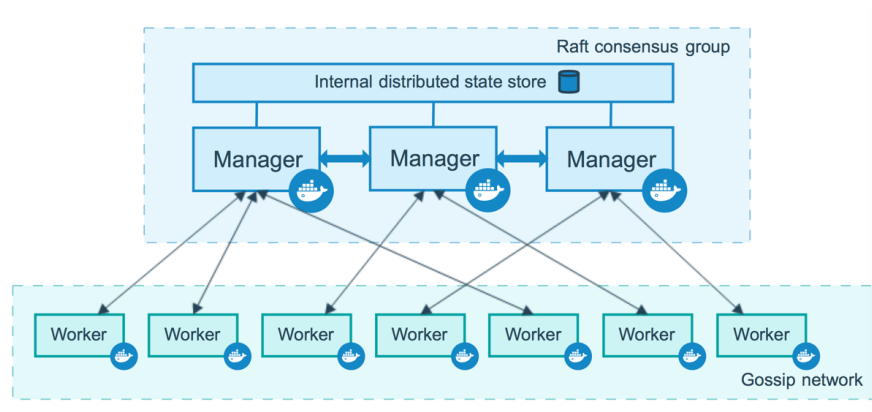 Raft consensus group
Internal distributed state store
Manager
Manager
Manager
Worker
Worker
Worker
Worker
Worker
Worker
Worker
Gossip network